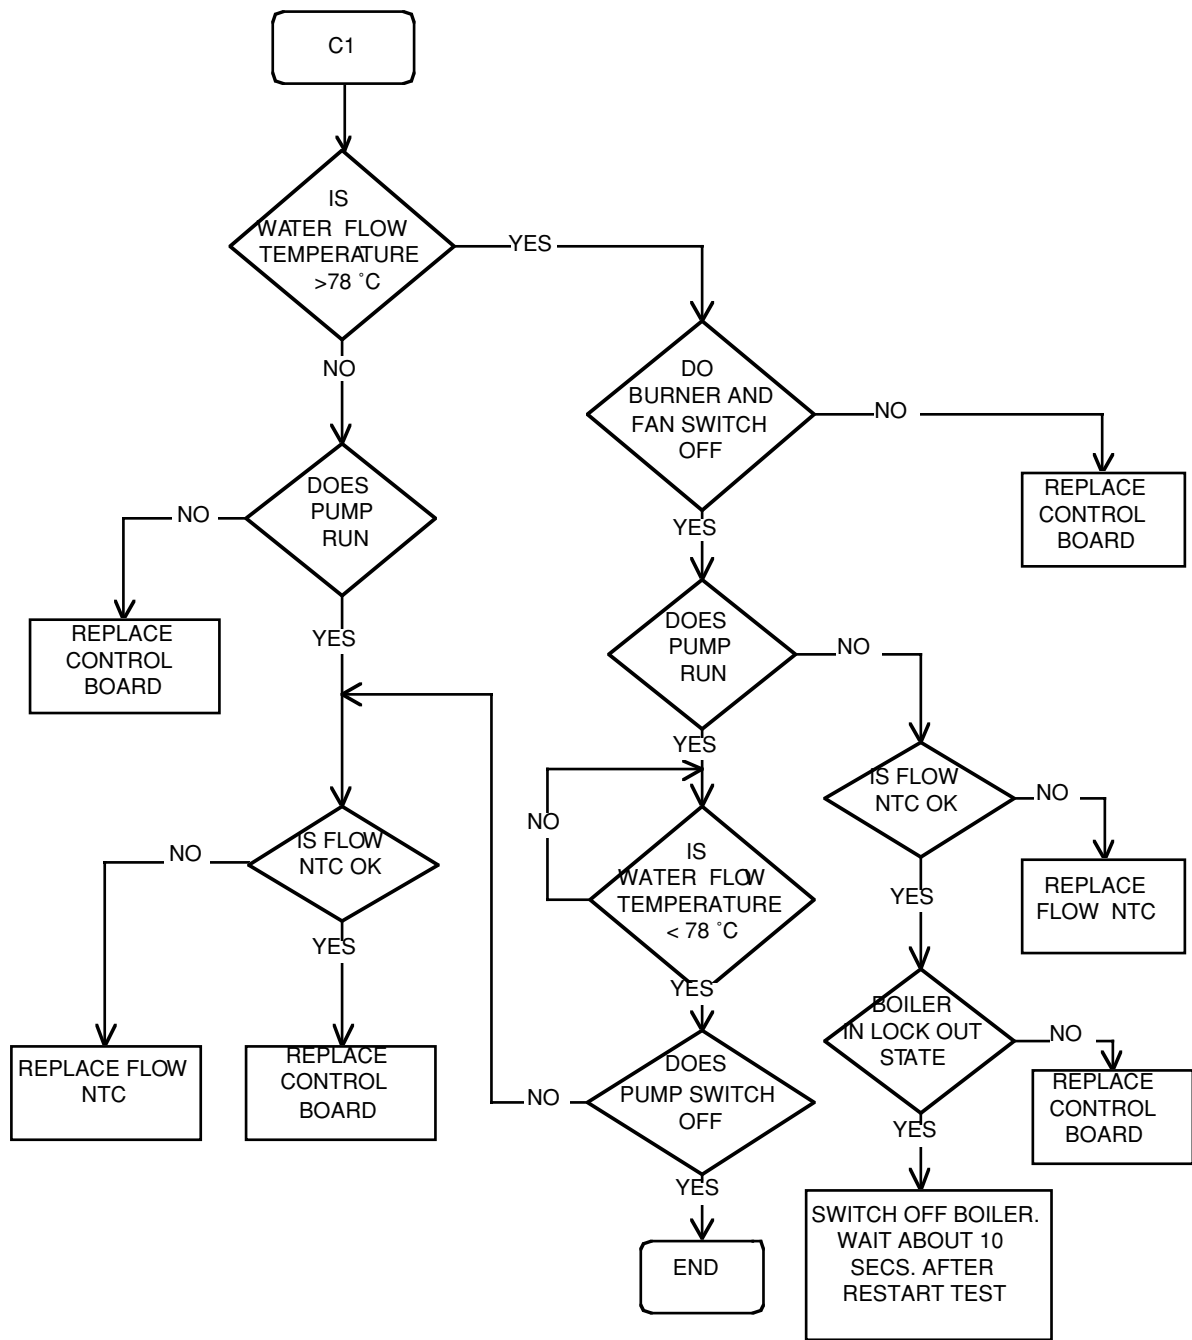 C1
IS
WATER FLOW
TEMPERATURE
>78 °C
YES
NO
DO
BURNER AND
FAN SWITCH
OFF
NO
YES
REPLACE
CONTROL
BOARD
DOES
PUMP
RUN
NO
YES
REPLACE
CONTROL
BOARD
DOES
PUMP
RUN
NO
YES
IS FLOW
NTC OK
NO
YES
REPLACE
FLOW NTC
NO
IS
WATER FLOW
TEMPERATURE
< 78 °C
YES
IS FLOW
NTC OK
NO
YES
REPLACE FLOW
NTC
REPLACE
CONTROL
BOARD
BOILER
IN LOCK OUT
STATE
NO
YES
REPLACE
CONTROL
BOARD
DOES
PUMP SWITCH
OFF
NO
YES
END
SWITCH OFF BOILER.
WAIT ABOUT 10
SECS. AFTER
RESTART TEST